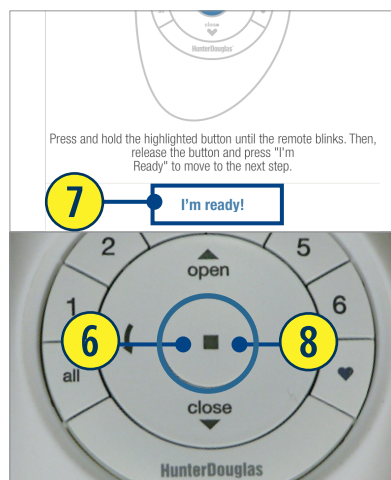 close
HunterDouglas
Press and hold the highlighted button until the remote blinks. Then,
release the button and press "I'm
Ready" to move to the next step.
7
I'm ready!
2
open
5
1
6
6
8
all
close
HunterDouglas